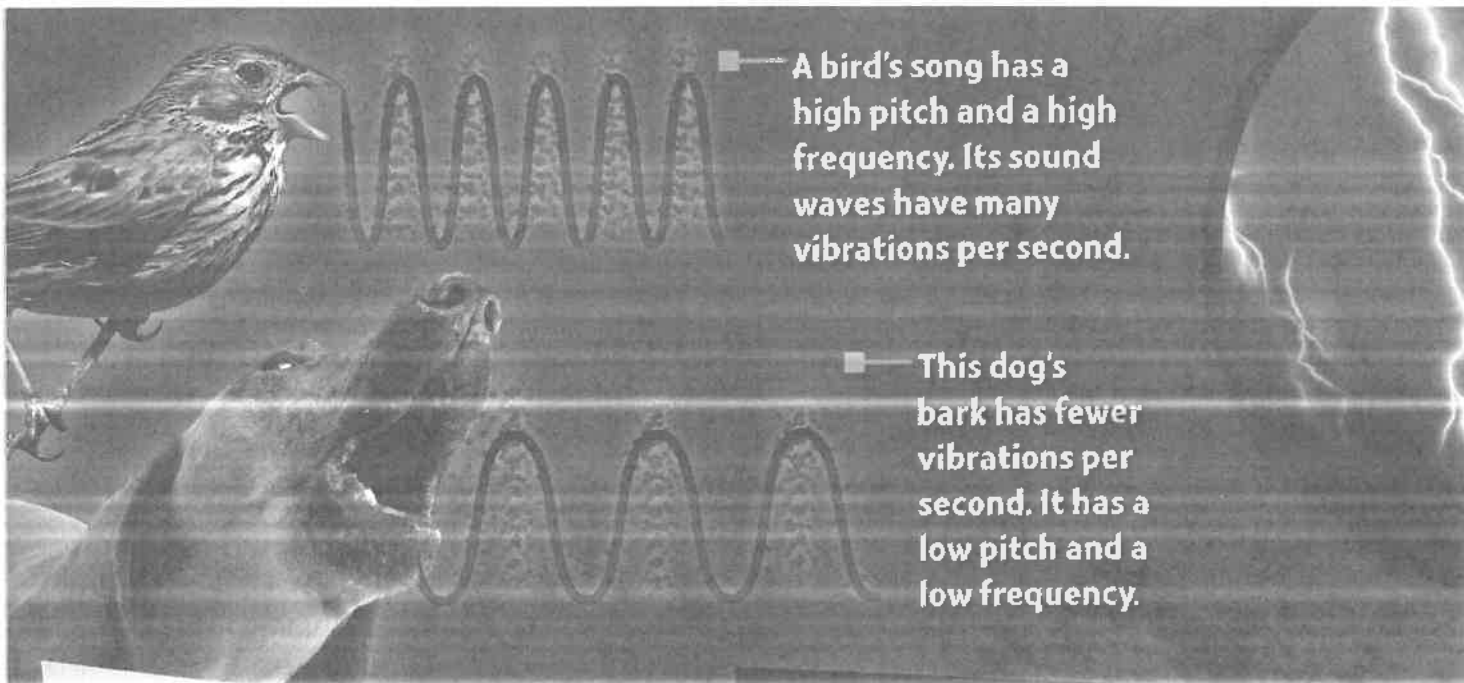 A bird's song has a
high pitch and a high
frequency. Its sound
waves have many
vibrations per second.
This dog's
bark has fewer
vibrations per
second. It has a
low pitch and a
low frequency.